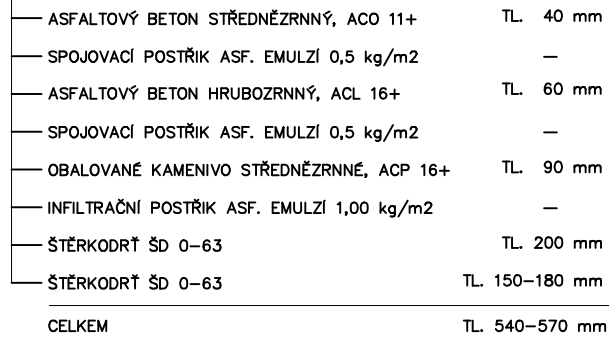 ASFALTOVÝ BETON STŘEDNĚZRNNÝ, ACO 11+ TL. 40 mm
SPOJOVACÍ POSTŘIK ASF. EMULZÍ 0,5 kg/m2 –
ASFALTOVÝ BETON HRUBOZRNNÝ, ACL 16+ TL. 60 mm
SPOJOVACÍ POSTŘIK ASF. EMULZÍ 0,5 kg/m2 –
OBALOVANÉ KAMENIVO STŘEDNĚZRNNÉ, ACP 16+ TL. 90 mm
INFILTRAČNÍ POSTŘIK ASF. EMULZÍ 1,00 kg/m2 –
ŠTĚRKODRŤ ŠD 0–63 TL. 200 mm
ŠTĚRKODRŤ ŠD 0–63 TL. 150–180 mm
CELKEM TL. 540–570 mm